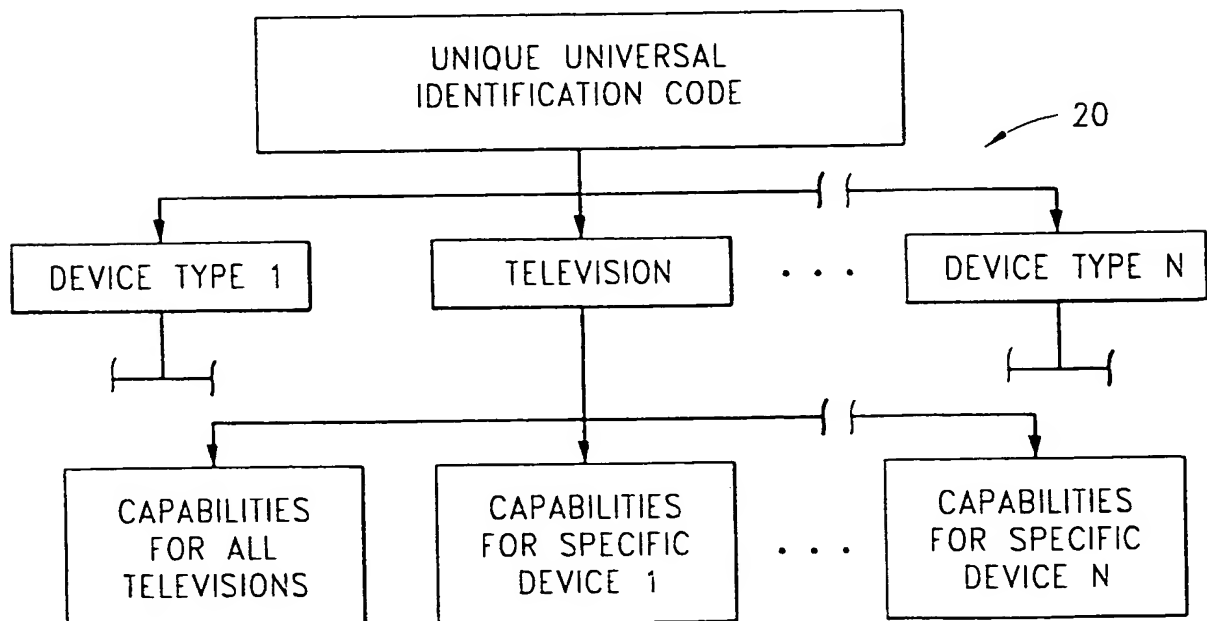 UNIQUE UNIVERSAL
IDENTIFICATION CODE
20
DEVICE TYPE 1
TELEVISION
. . .
DEVICE TYPE N
CAPABILITIES
FOR ALL
TELEVISIONS
CAPABILITIES
FOR SPECIFIC
DEVICE 1
. . .
CAPABILITIES
FOR SPECIFIC
DEVICE N